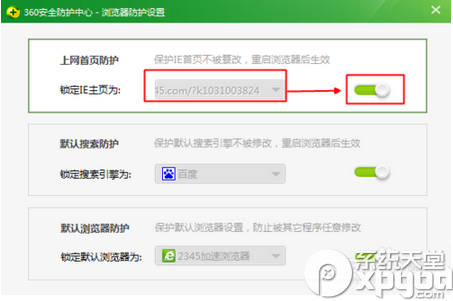 360安全防护中心 - 浏览器防护设置
上网首页防护 保护IE首页不被篡改，重启浏览器后生效
锁定IE主页为: 45.com/?k1031003824
默认搜索防护 保护默认搜索引擎不被修改，重启浏览器后生效
锁定搜索引擎为: 百度
默认浏览器防护 保护默认浏览器设置，防止被其它程序任意修改
锁定默认浏览器为: 2345加速浏览器
系统天堂